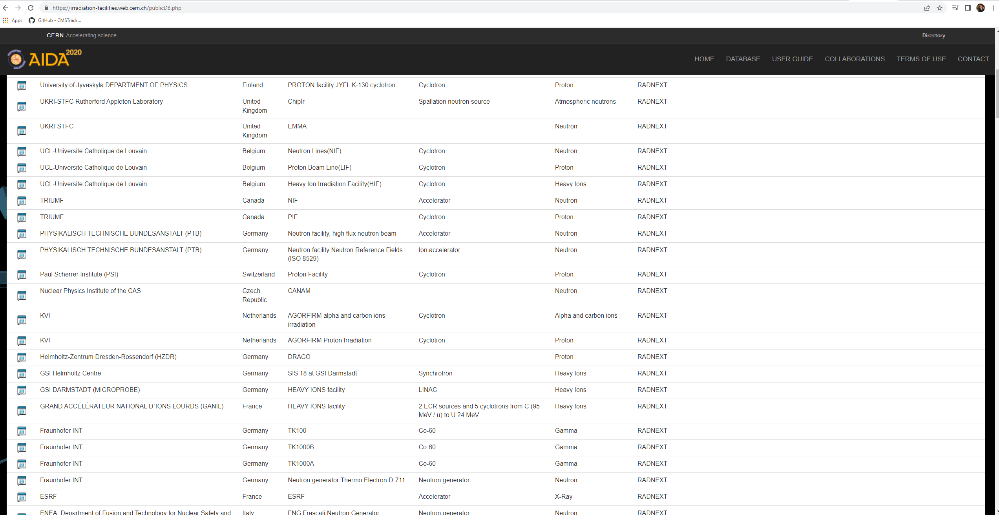 https://irradiation-facilities.web.cern.ch/publicDB.php
Apps GitHub - CMSTrack...
CERN Accelerating science Directory
AIDA 2020 HOME DATABASE USER GUIDE COLLABORATIONS TERMS OF USE CONTACT
University of Jyväskylä DEPARTMENT OF PHYSICS Finland PROTON facility JYFL K-130 cyclotron Cyclotron Proton RADNEXT
UKRI-STFC Rutherford Appleton Laboratory United ChipIr Spallation neutron source Atmospheric neutrons RADNEXT
Kingdom
UKRI-STFC United EMMA Neutron RADNEXT
Kingdom
UCL-Universite Catholique de Louvain Belgium Neutron Lines(NIF) Cyclotron Neutron RADNEXT
UCL-Universite Catholique de Louvain Belgium Proton Beam Line(LIF) Cyclotron Proton RADNEXT
UCL-Universite Catholique de Louvain Belgium Heavy Ion Irradiation Facility(HIF) Cyclotron Heavy Ions RADNEXT
TRIUMF Canada NIF Accelerator Neutron RADNEXT
TRIUMF Canada PIF Cyclotron Proton RADNEXT
PHYSIKALISCH TECHNISCHE BUNDESANSTALT (PTB) Germany Neutron facility, high flux neutron beam Accelerator Neutron RADNEXT
PHYSIKALISCH TECHNISCHE BUNDESANSTALT (PTB) Germany Neutron facility Neutron Reference Fields Ion accelerator Neutron RADNEXT
(ISO 8529)
Paul Scherrer Institute (PSI) Switzerland Proton Facility Cyclotron Proton RADNEXT
Nuclear Physics Institute of the CAS Czech CANAM Neutron RADNEXT
Republic
KVI Netherlands AGORFIRM alpha and carbon ions Cyclotron Alpha and carbon ions RADNEXT
irradiation
KVI Netherlands AGORFIRM Proton Irradiation Cyclotron Proton RADNEXT
Helmholtz-Zentrum Dresden-Rossendorf (HZDR) Germany DRACO Proton RADNEXT
GSI Helmholtz Centre Germany SIS 18 at GSI Darmstadt Synchrotron Heavy Ions RADNEXT
GSI DARMSTADT (MICROPROBE) Germany HEAVY IONS facility LINAC Heavy Ions RADNEXT
GRAND ACCÉLÉRATEUR NATIONAL D`IONS LOURDS (GANIL) France HEAVY IONS facility 2 ECR sources and 5 cyclotrons from C (95 Heavy Ions RADNEXT
MeV / u) to U 24 MeV
Fraunhofer INT Germany TK100 Co-60 Gamma RADNEXT
Fraunhofer INT Germany TK1000B Co-60 Gamma RADNEXT
Fraunhofer INT Germany TK1000A Co-60 Gamma RADNEXT
Fraunhofer INT Germany Neutron generator Thermo Electron D-711 Neutron generator Neutron RADNEXT
ESRF France ESRF Accelerator X-Ray RADNEXT
ENEA, Department of Fusion and Technology for Nuclear Safety and Italy FNG Frascati Neutron Generator Neutron generator Neutron RADNEXT